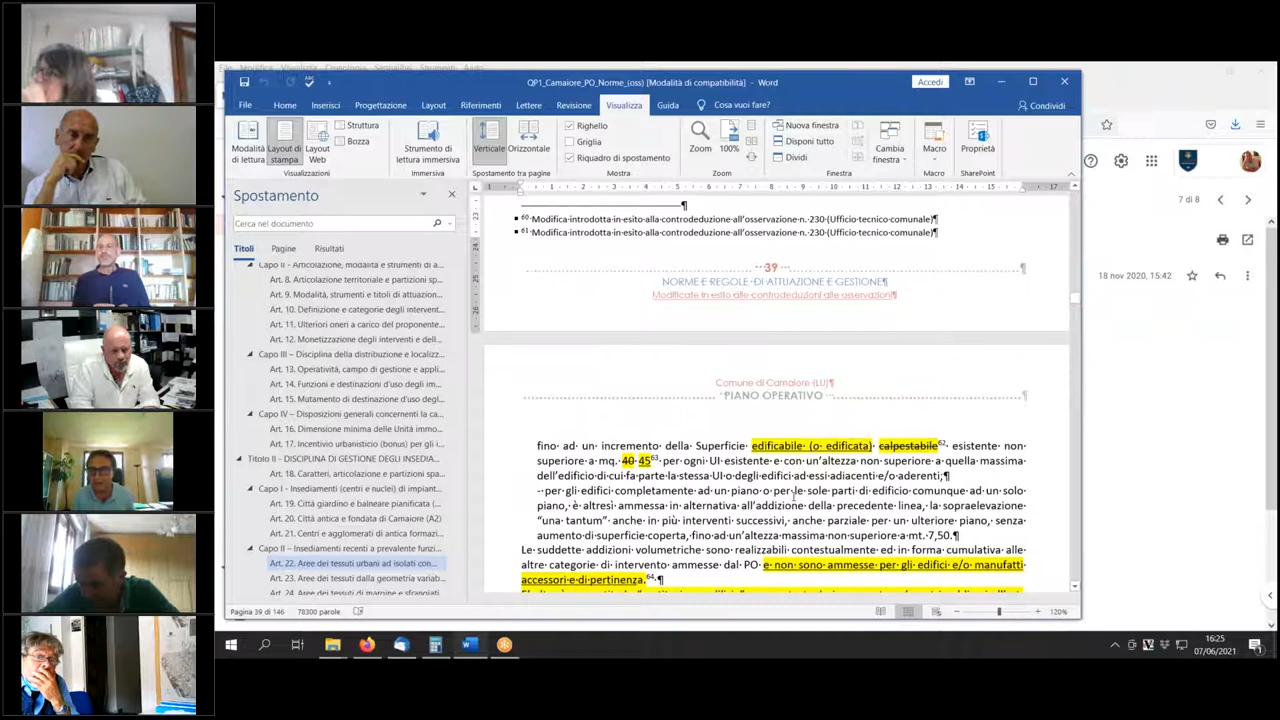 QP1_Camaiore_PO_Norme_(oss) [Modalità di compatibilità] - Word
Accedi
File Home Inserisci Progettazione Layout Riferimenti Lettere Revisione Visualizza Guida Cosa vuoi fare? Condividi
Modalità di lettura
Layout di stampa
Layout Web
Struttura
Bozza
Visualizzazioni
Strumento di lettura immersiva
Immersiva
Verticale
Orizzontale
Spostamento tra pagine
Righello
Griglia
Riquadro di spostamento
Mostra
Zoom
100%
Zoom
Nuova finestra
Disponi tutto
Dividi
Cambia finestra
Finestra
Macro
Macro
Proprietà
SharePoint
7 di 8
18 nov 2020, 15:42
Spostamento
Cerca nel documento
Titoli Pagine Risultati
Capo II - Articolazione, modalità e strumenti di a...
Art. 8. Articolazione territoriale e partizioni sp...
Art. 9. Modalità, strumenti e titoli di attuazion...
Art. 10. Definizione e categorie degli intervent...
Art. 11. Ulteriori oneri a carico del proponente...
Art. 12. Monetizzazione degli interventi e dell...
Capo III – Disciplina della distribuzione e localizz...
Art. 13. Operatività, campo di gestione e appli...
Art. 14. Funzioni e destinazioni d'uso degli im...
Art. 15. Mutamento di destinazione d'uso degl...
Capo IV – Disposizioni generali concernenti la ca...
Art. 16. Dimensione minima delle Unità immo...
Art. 17. Incentivo urbanistico (bonus) per gli i...
Titolo II – DISCIPLINA DI GESTIONE DEGLI INSEDIA...
Art. 18. Caratteri, articolazione e partizioni spa...
Capo I - Insediamenti (centri e nuclei) di impiant...
Art. 19. Città giardino e balneare pianificata (...
Art. 20. Città antica e fondata di Camaiore (A2)
Art. 21. Centri e agglomerati di antica formazi...
Capo II – Insediamenti recenti a prevalente funzi...
Art. 22. Aree dei tessuti urbani ad isolati con...
Art. 23. Aree dei tessuti dalla geometria variab...
Art. 24. Aree dei tessuti di margine e sfrangiati...
60 Modifica introdotta in esito alla controdeduzione all'osservazione n. 230 (Ufficio tecnico comunale)¶
61 Modifica introdotta in esito alla controdeduzione all'osservazione n. 230 (Ufficio tecnico comunale)¶
39
NORME E REGOLE DI ATTUAZIONE E GESTIONE¶
Modificate in esito alle controdeduzioni alle osservazioni¶
Comune di Camaiore (LU)¶
PIANO OPERATIVO
fino ad un incremento della Superficie edificabile (o edificata) calpestabile62 esistente non
superiore a mq. 40 45 63 per ogni UI esistente e con un'altezza non superiore a quella massima
dell'edificio di cui fa parte la stessa UI o degli edifici ad essi adiacenti e/o aderenti;¶
- per gli edifici completamente ad un piano o per le sole parti di edificio comunque ad un solo
piano, è altresì ammessa in alternativa all'addizione della precedente linea, la sopraelevazione
"una tantum" anche in più interventi successivi, anche parziale per un ulteriore piano, senza
aumento di superficie coperta, fino ad un'altezza massima non superiore a mt. 7,50.¶
Le suddette addizioni volumetriche sono realizzabili contestualmente ed in forma cumulativa alle
altre categorie di intervento ammesse dal PO e non sono ammesse per gli edifici e/o manufatti
accessori e di pertinenza.64 ¶
Pagina 39 di 146 78300 parole 120%
16:25
07/06/2021